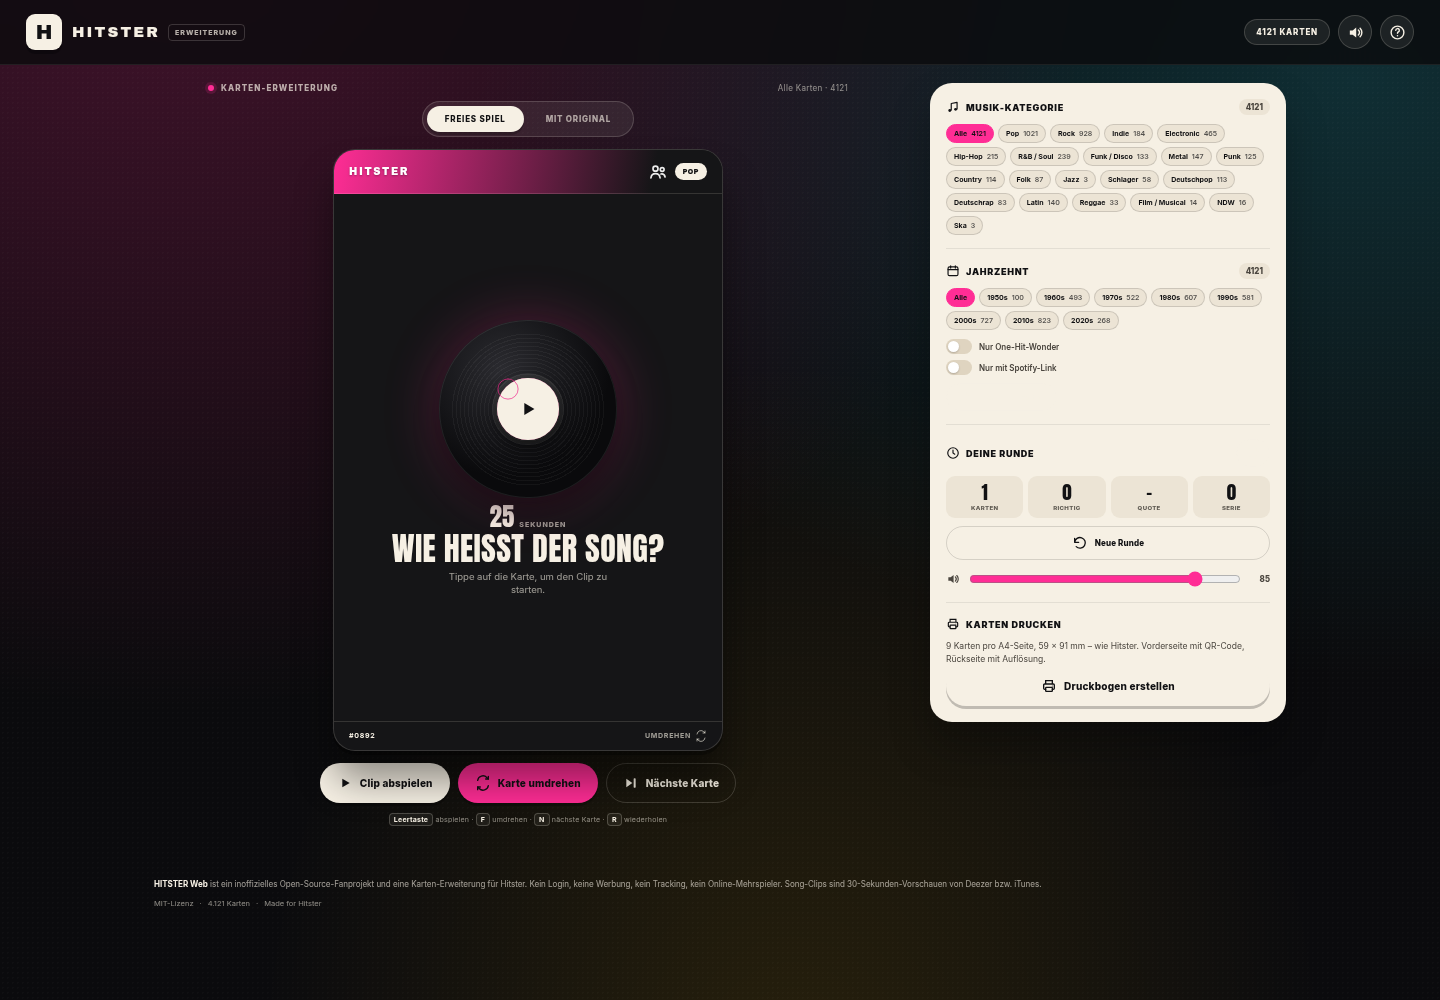 H HITSTER ERWEITERUNG
4121 KARTEN
KARTEN-ERWEITERUNG
Alle Karten · 4121
FREIES SPIEL
MIT ORIGINAL
HITSTER
POP
25 SEKUNDEN
WIE HEISST DER SONG?
Tippe auf die Karte, um den Clip zu
starten.
#0892
UMDREHEN
Clip abspielen
Karte umdrehen
Nächste Karte
Leertaste abspielen · F umdrehen · N nächste Karte · R wiederholen
MUSIK-KATEGORIE 4121
Alle 4121 Pop 1021 Rock 928 Indie 184 Electronic 465
Hip-Hop 215 R&B / Soul 239 Funk / Disco 133 Metal 147 Punk 125
Country 114 Folk 87 Jazz 3 Schlager 58 Deutschpop 113
Deutschrap 83 Latin 140 Reggae 33 Film / Musical 14 NDW 16
Ska 3
JAHRZEHNT 4121
Alle 1950s 100 1960s 493 1970s 522 1980s 607 1990s 581
2000s 727 2010s 823 2020s 268
Nur One-Hit-Wonder
Nur mit Spotify-Link
DEINE RUNDE
1 0 - 0
KARTEN RICHTIG QUOTE SERIE
Neue Runde
85
KARTEN DRUCKEN
9 Karten pro A4-Seite, 59 × 91 mm – wie Hitster. Vorderseite mit QR-Code,
Rückseite mit Auflösung.
Druckbogen erstellen
HITSTER Web ist ein inoffizielles Open-Source-Fanprojekt und eine Karten-Erweiterung für Hitster. Kein Login, keine Werbung, kein Tracking, kein Online-Mehrspieler. Song-Clips sind 30-Sekunden-Vorschauen von Deezer bzw. iTunes.
MIT-Lizenz · 4.121 Karten · Made for Hitster